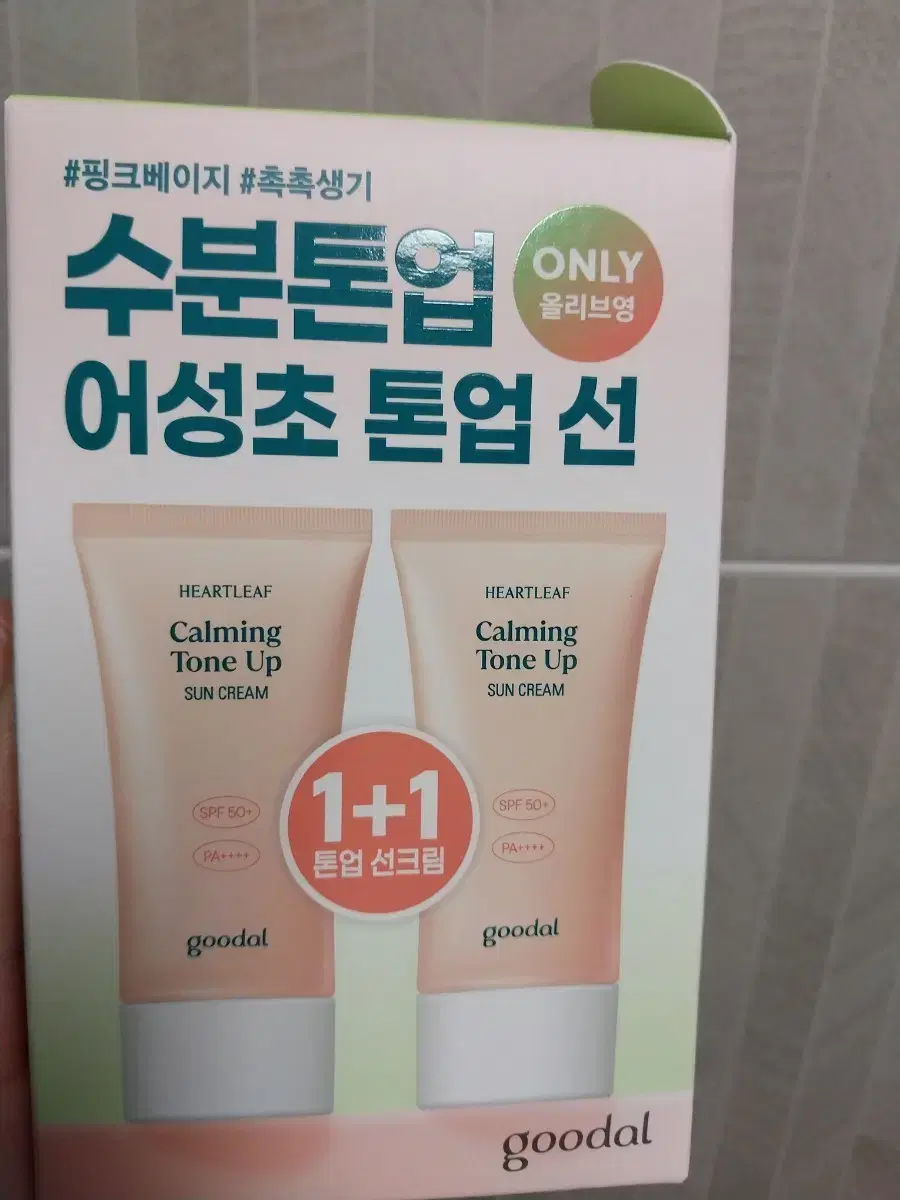 #핑크베이지 #촉촉생기
수분톤업
ONLY
올리브영
어성초 톤업 선
HEARTLEAF
Calming
Tone Up
SUN CREAM
SPF 50+
PA++++
goodal
HEARTLEAF
Calming
Tone Up
SUN CREAM
SPF 50+
PA++++
goodal
1+1
톤업 선크림
goodal